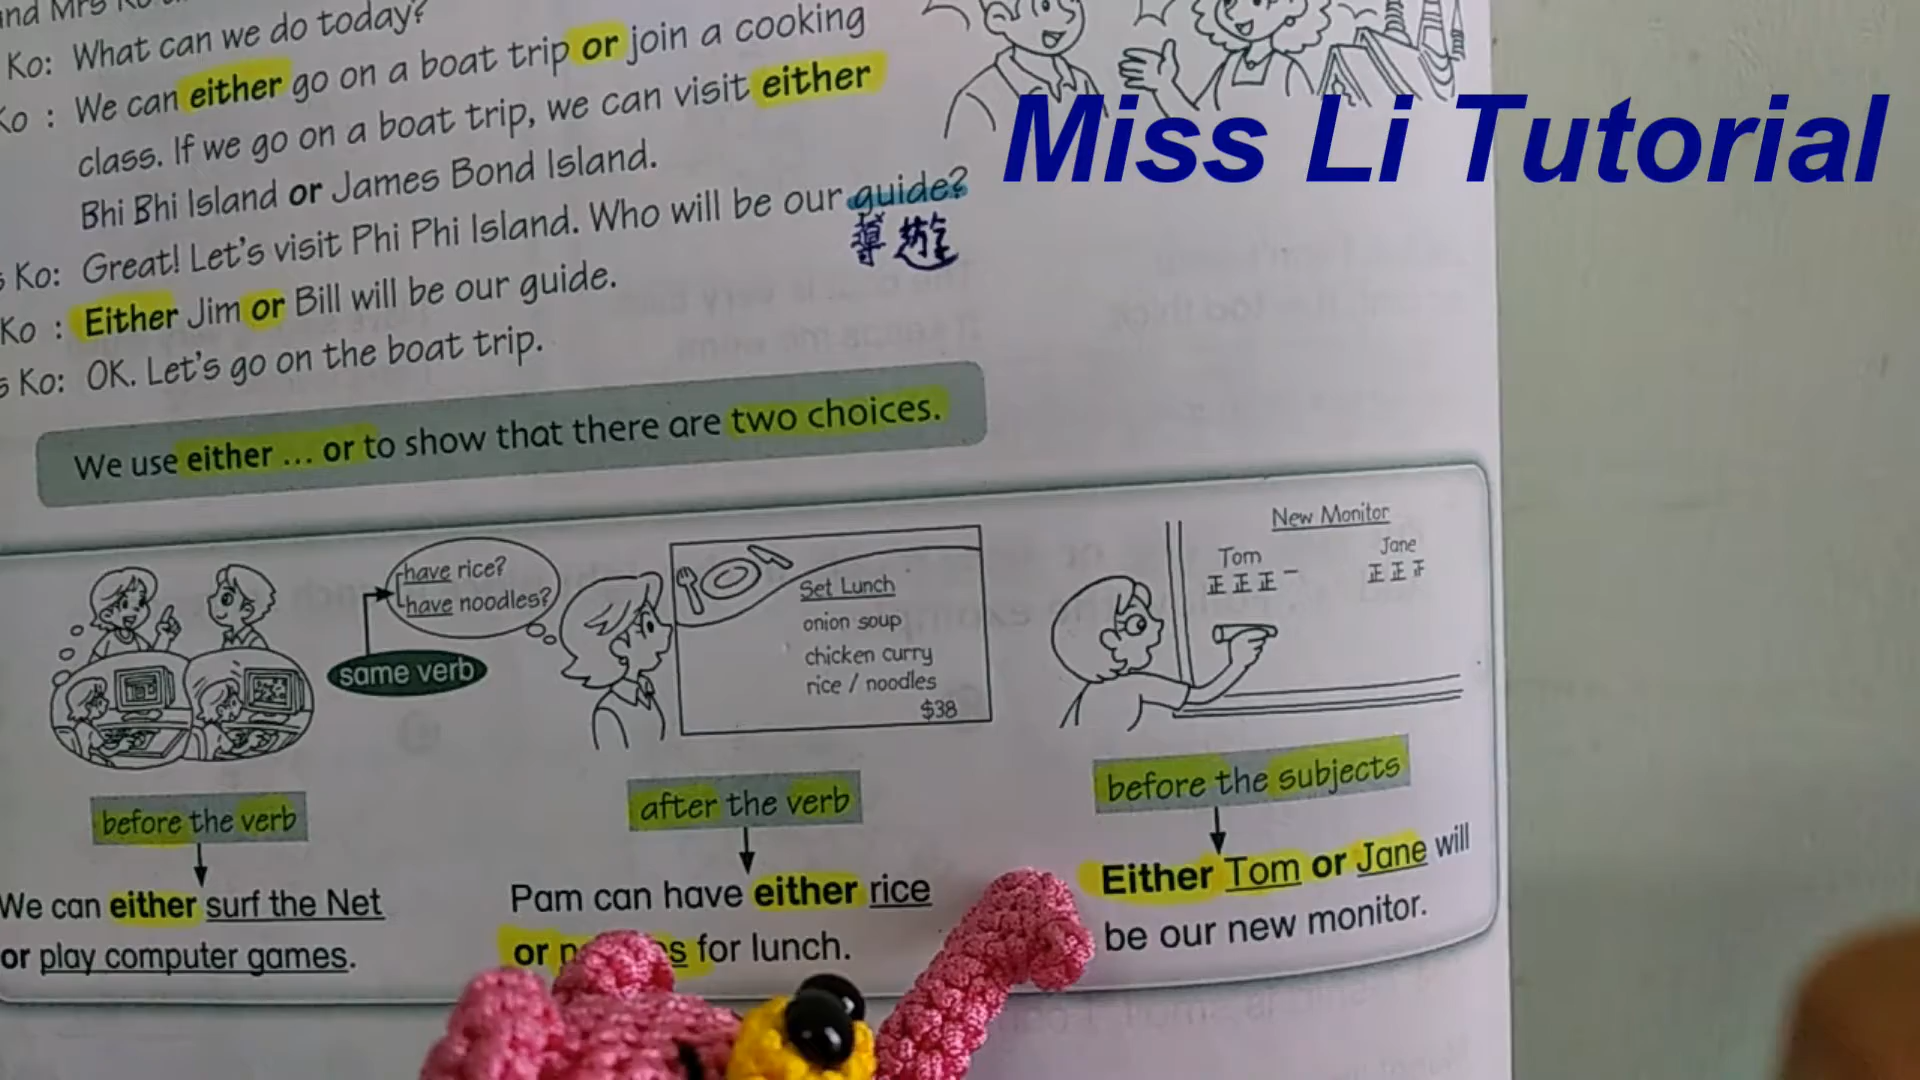 and Mrs
Ko: What can we do today?
Ko : We can either go on a boat trip or join a cooking
class. If we go on a boat trip, we can visit either
Bhi Bhi Island or James Bond Island.
s Ko: Great! Let's visit Phi Phi Island. Who will be our guide?
導遊
Ko : Either Jim or Bill will be our guide.
s Ko: OK. Let's go on the boat trip.
Miss Li Tutorial
We use either ... or to show that there are two choices.
have rice?
have noodles?
same verb
Set Lunch
onion soup
chicken curry
rice / noodles
$38
New Monitor
Tom
Jane
正正正一
正正
before the verb
We can either surf the Net
or play computer games.
after the verb
Pam can have either rice
or n s for lunch.
before the subjects
Either Tom or Jane will
be our new monitor.